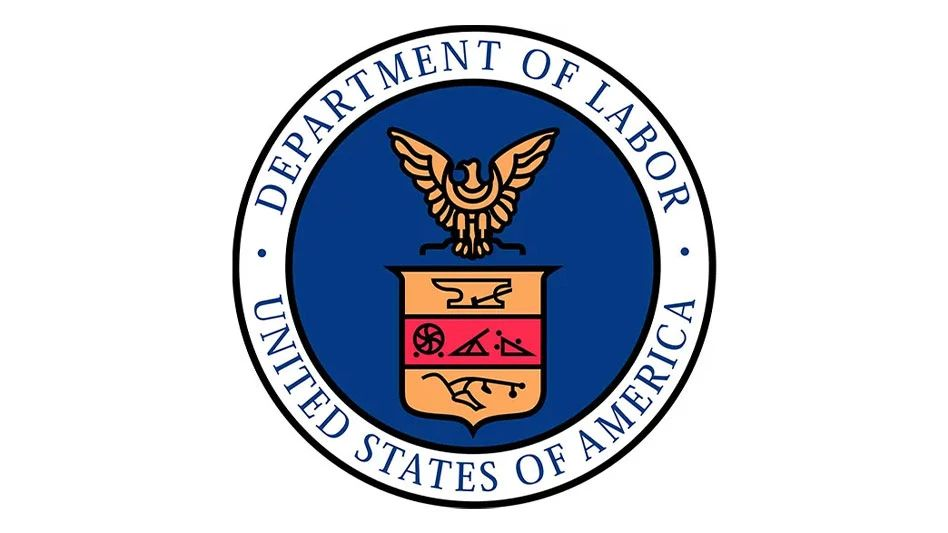 DEPARTMENT OF LABOR
UNITED STATES OF AMERICA